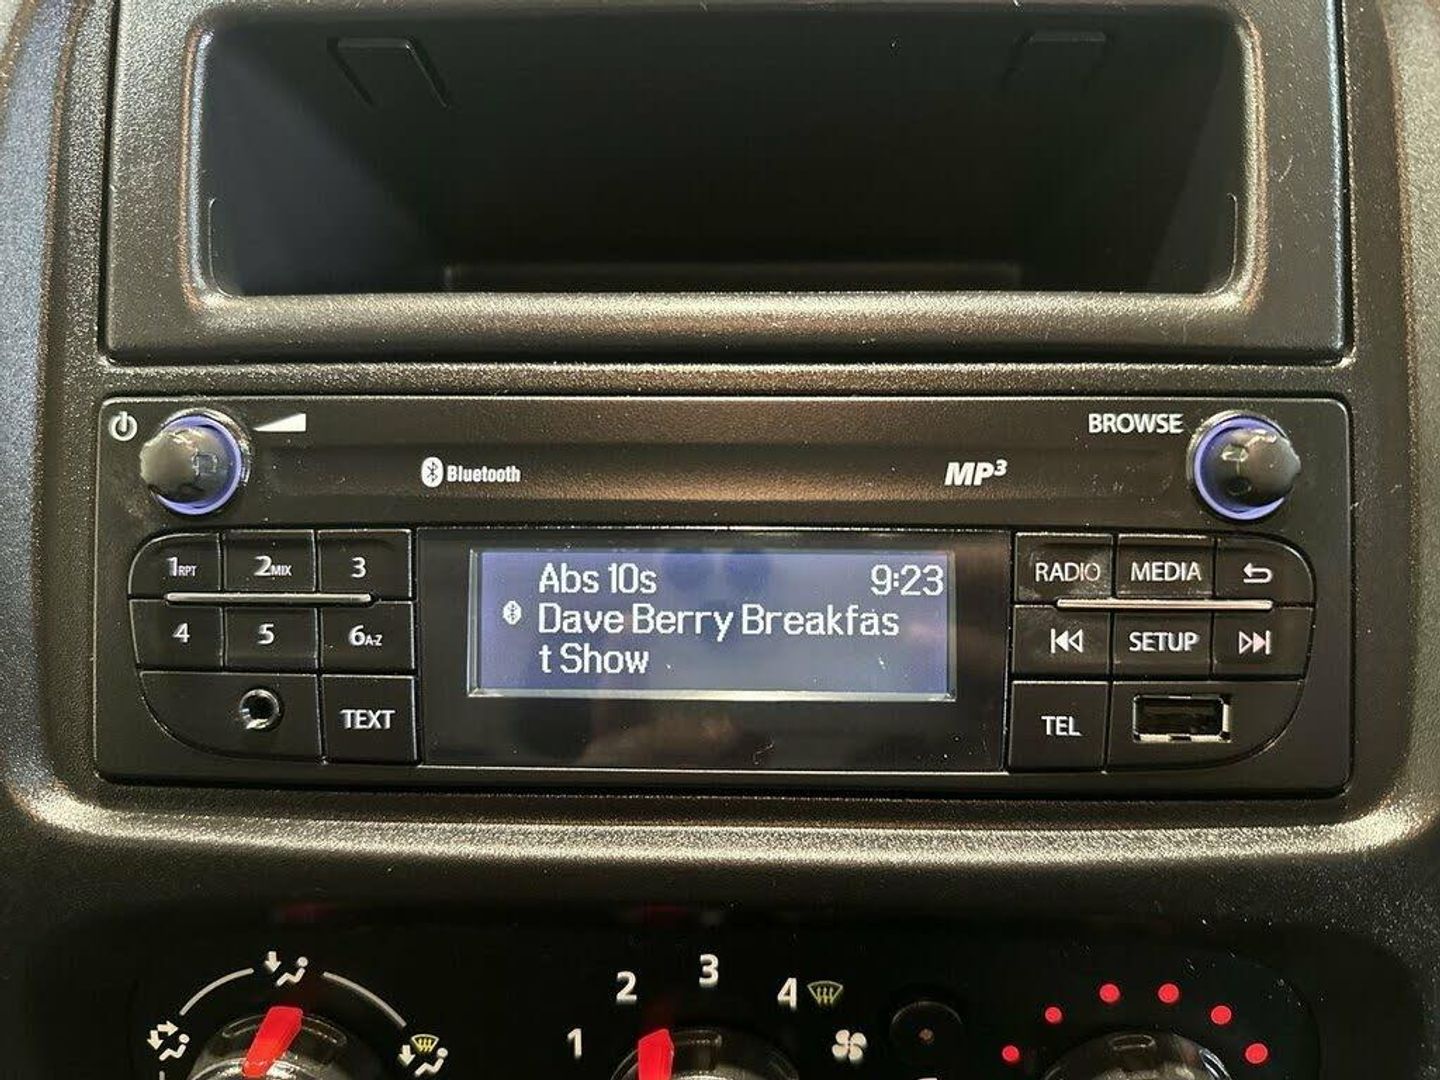 BROWSE
Bluetooth
MP3
1RPT 2MIX 3
4 5 6A-Z
TEXT
Abs 10s 9:23
Dave Berry Breakfas
t Show
RADIO MEDIA
SETUP
TEL
1 2 3 4